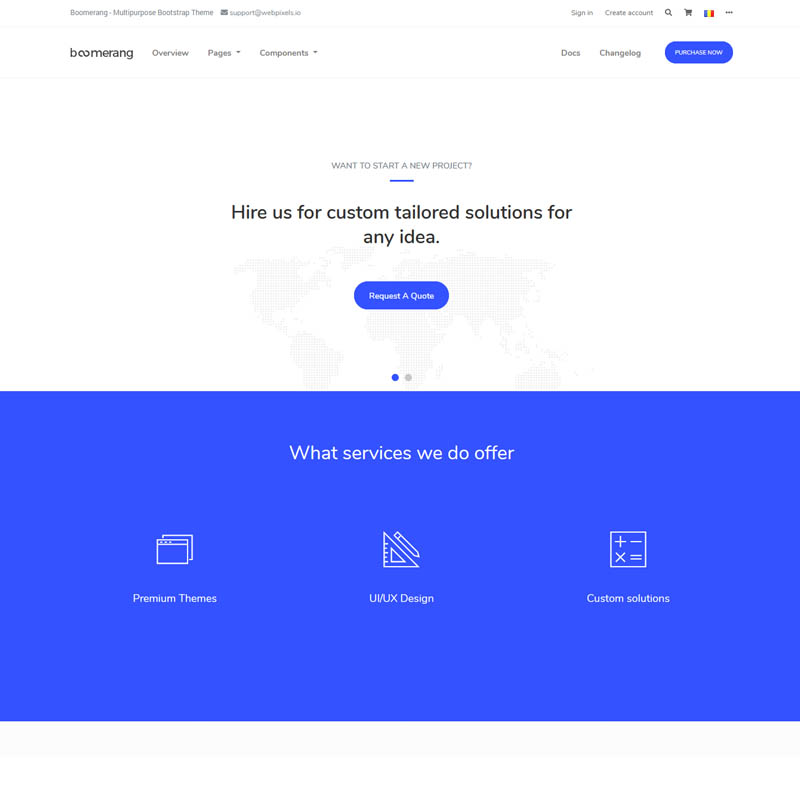 Boomerang - Multipurpose Bootstrap Theme support@webpixels.io Sign in Create account
boomerang Overview Pages Components Docs Changelog PURCHASE NOW
WANT TO START A NEW PROJECT?
Hire us for custom tailored solutions for
any idea.
Request A Quote
What services we do offer
Premium Themes UI/UX Design Custom solutions